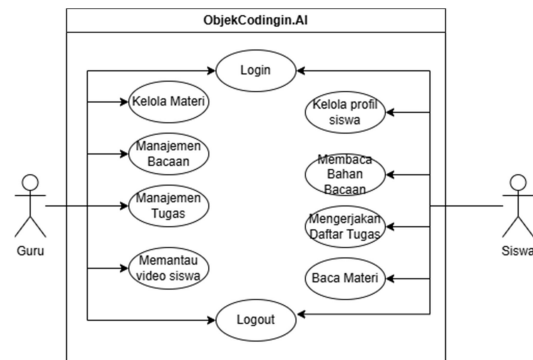 ObjekCodingin.AI
Login
Kelola Materi
Kelola profil
siswa
Manajemen
Bacaan
Membaca
Bahan
Bacaan
Manajemen
Tugas
Mengerjakan
Daftar Tugas
Guru
Siswa
Memantau
video siswa
Baca Materi
Logout